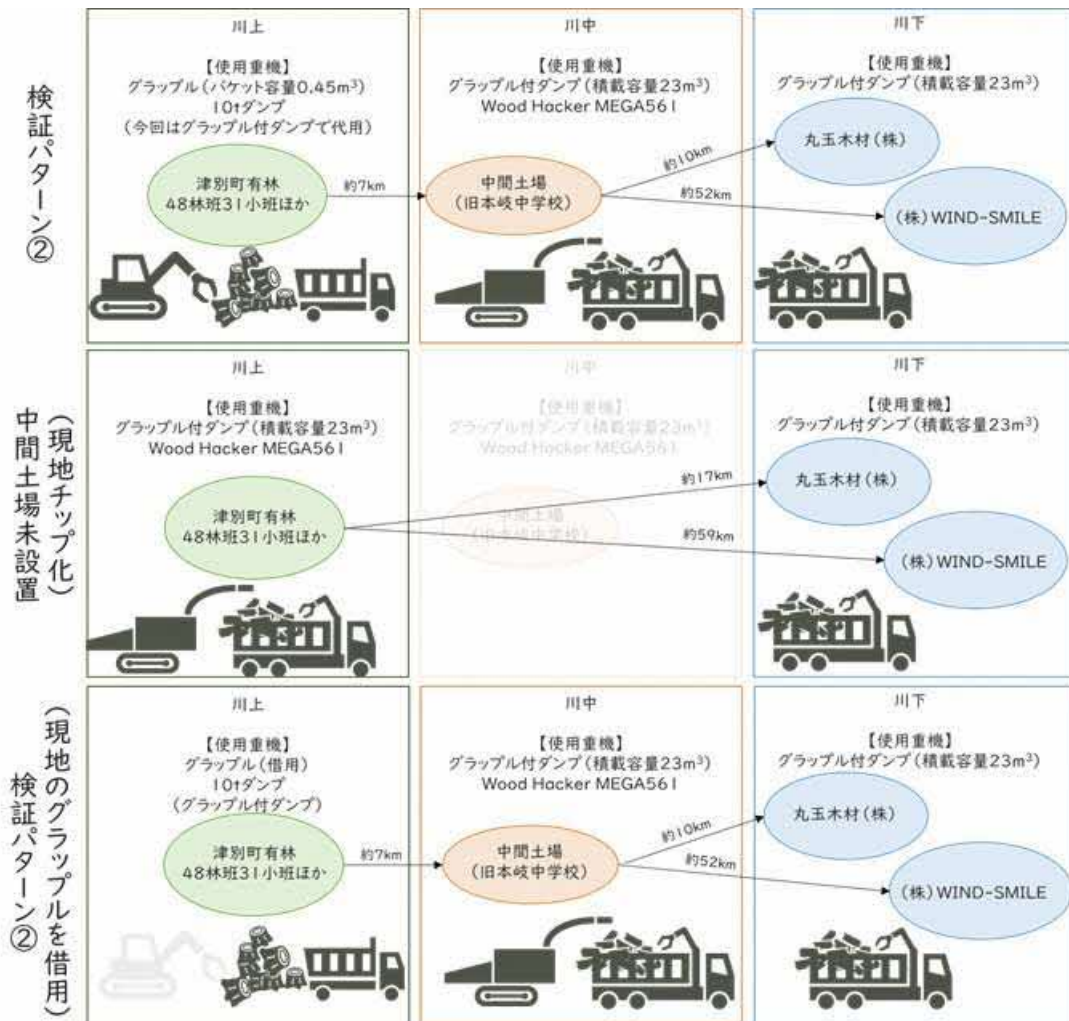 検証パターン②
川上
【使用重機】
グラップル(バケット容量0.45m³)
10tダンプ
(今回はグラップル付ダンプで代用)
津別町有林
48林班31小班ほか
約7km
川中
【使用重機】
グラップル付ダンプ(積載容量23m³)
Wood Hacker MEGA561
中間土場
(旧本岐中学校)
約10km
約52km
川下
【使用重機】
グラップル付ダンプ(積載容量23m³)
丸玉木材(株)
(株)WIND-SMILE
中間土場未設置
(現地チップ化)
川上
【使用重機】
グラップル付ダンプ(積載容量23m³)
Wood Hacker MEGA561
津別町有林
48林班31小班ほか
川中
【使用重機】
グラップル付ダンプ(積載容量23m³)
Wood Hacker MEGA561
中間土場
(旧本岐中学校)
約17km
約59km
川下
【使用重機】
グラップル付ダンプ(積載容量23m³)
丸玉木材(株)
(株)WIND-SMILE
検証パターン②
(現地のグラップルを借用)
川上
【使用重機】
グラップル(借用)
10tダンプ
(グラップル付ダンプ)
津別町有林
48林班31小班ほか
約7km
川中
【使用重機】
グラップル付ダンプ(積載容量23m³)
Wood Hacker MEGA561
中間土場
(旧本岐中学校)
約10km
約52km
川下
【使用重機】
グラップル付ダンプ(積載容量23m³)
丸玉木材(株)
(株)WIND-SMILE